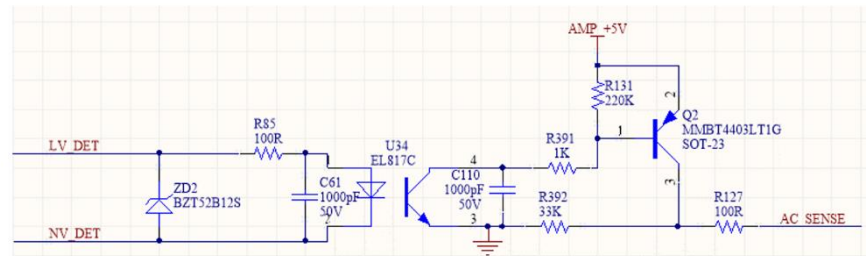 AMP_+5V
R131
220K
2
Q2
MMBT4403LT1G
SOT-23
1
3
R85
100R
LV_DET
U34
EL817C
1
4
R391
1K
ZD2
BZT52B12S
C61
1000pF
50V
C110
1000pF
50V
R392
33K
R127
100R
AC_SENSE
2
3
NV_DET